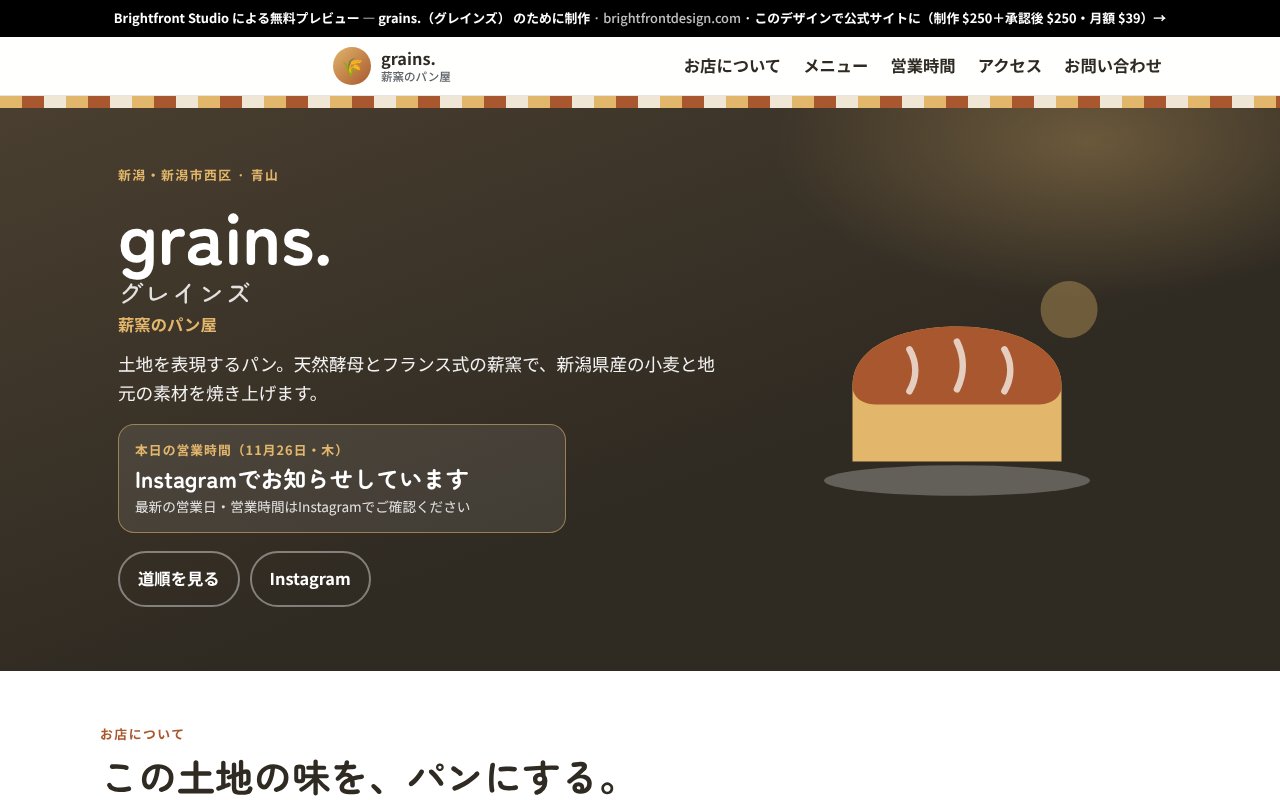 Brightfront Studio による無料プレビュー — grains.（グレインズ） のために制作 · brightfrontdesign.com · このデザインで公式サイトに（制作 $250＋承認後 $250・月額 $39）→
grains.
薪窯のパン屋
お店について メニュー 営業時間 アクセス お問い合わせ
新潟・新潟市西区 · 青山
grains.
グレインズ
薪窯のパン屋
土地を表現するパン。天然酵母とフランス式の薪窯で、新潟県産の小麦と地
元の素材を焼き上げます。
本日の営業時間（11月26日・木）
Instagramでお知らせしています
最新の営業日・営業時間はInstagramでご確認ください
道順を見る Instagram
お店について
この土地の味を、パンにする。